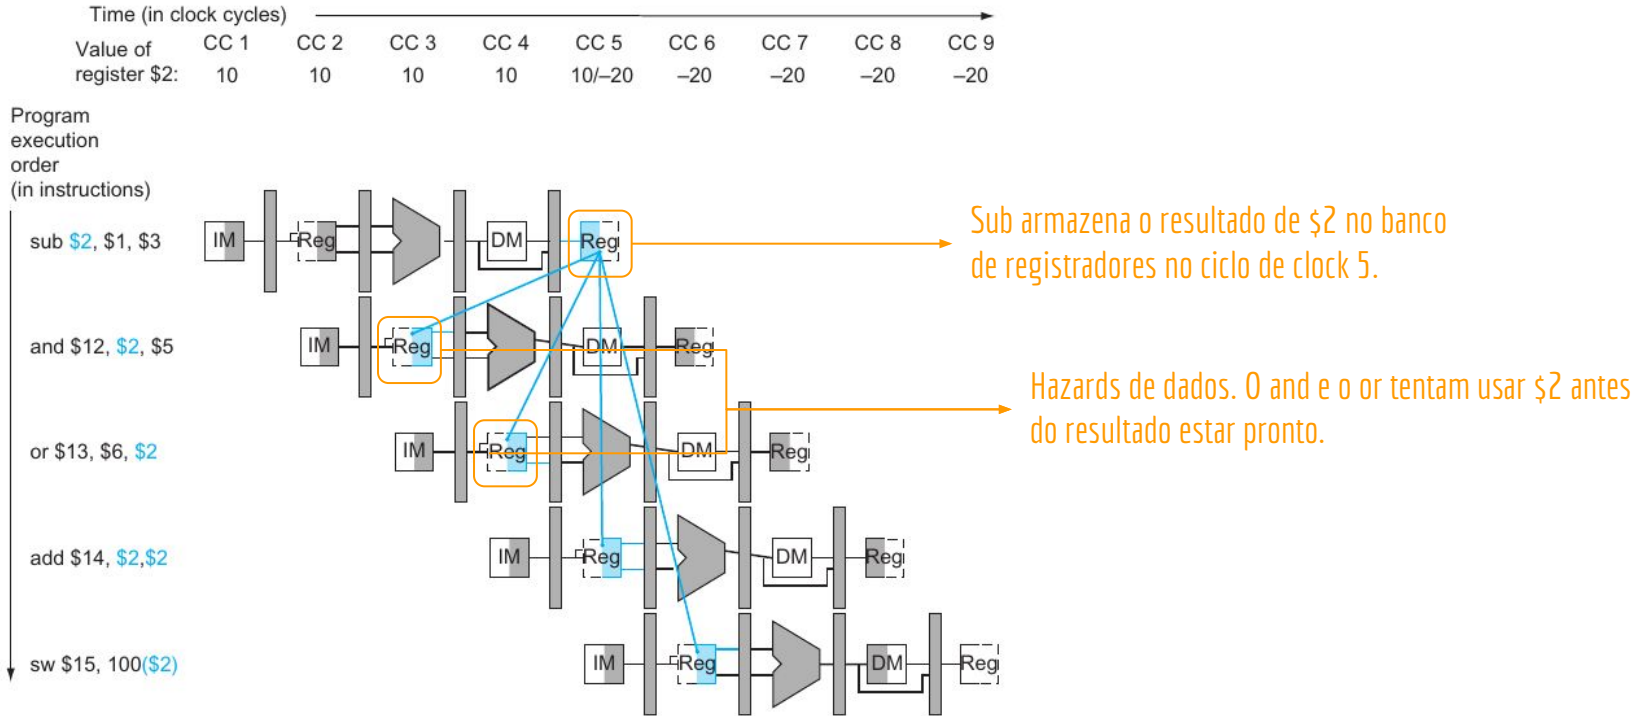 Time (in clock cycles)
Value of register $2:
CC 1 CC 2 CC 3 CC 4 CC 5 CC 6 CC 7 CC 8 CC 9
10 10 10 10 10/–20 –20 –20 –20 –20
Program
execution
order
(in instructions)
sub $2, $1, $3
IM Reg DM Reg
Sub armazena o resultado de $2 no banco
de registradores no ciclo de clock 5.
and $12, $2, $5
IM Reg DM Reg
Hazards de dados. O and e o or tentam usar $2 antes
do resultado estar pronto.
or $13, $6, $2
IM Reg DM Reg
add $14, $2,$2
IM Reg DM Reg
sw $15, 100($2)
IM Reg DM Reg